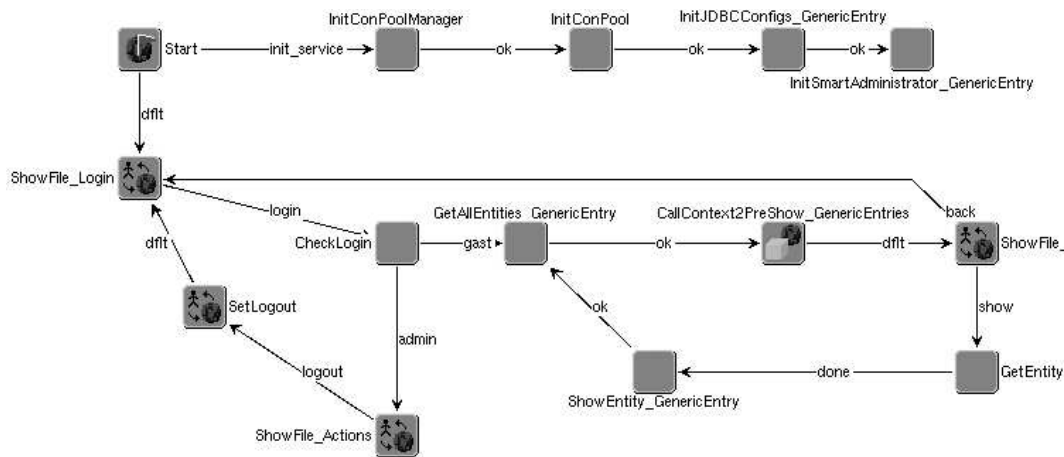 InitConPoolManager
InitConPool
InitJDBCConfigs_GenericEntry
Start
init_service
ok
ok
ok
InitSmartAdministrator_GenericEntry
dflt
ShowFile_Login
login
back
GetAllEntities_GenericEntry
CallContext2PreShow_GenericEntries
CheckLogin
gast
ok
dflt
ShowFile_
dflt
SetLogout
ok
show
admin
logout
done
GetEntity
ShowEntity_GenericEntry
ShowFile_Actions